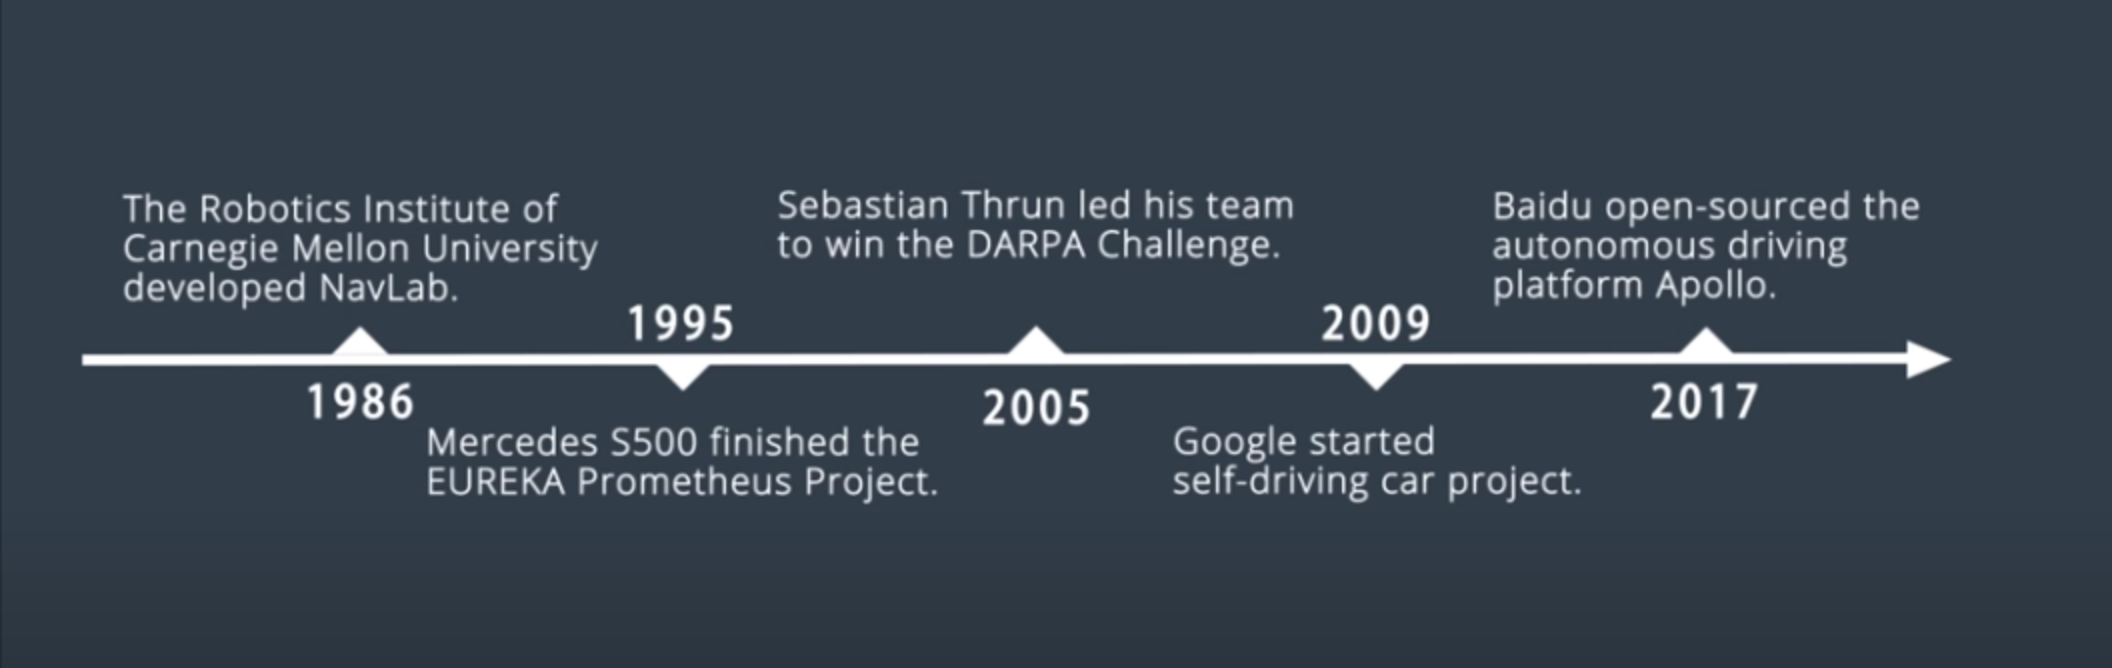 The Robotics Institute of
Carnegie Mellon University
developed NavLab.
1986
1995
Mercedes S500 finished the
EUREKA Prometheus Project.
Sebastian Thrun led his team
to win the DARPA Challenge.
2005
2009
Google started
self-driving car project.
Baidu open-sourced the
autonomous driving
platform Apollo.
2017